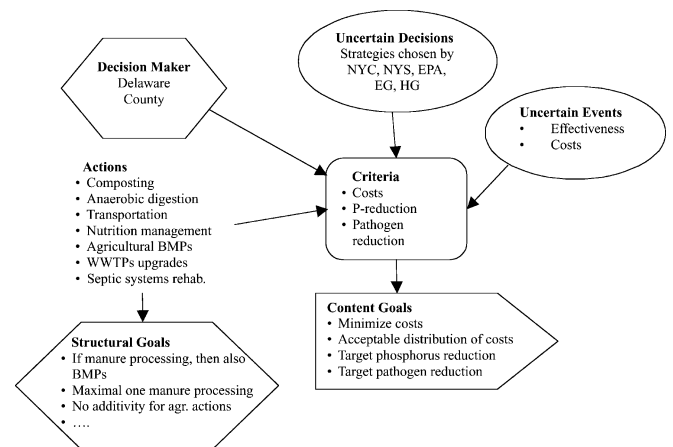 Decision Maker
Delaware
County
Uncertain Decisions
Strategies chosen by
NYC, NYS, EPA,
EG, HG
Uncertain Events
• Effectiveness
• Costs
Actions
• Composting
• Anaerobic digestion
• Transportation
• Nutrition management
• Agricultural BMPs
• WWTPs upgrades
• Septic systems rehab.
Criteria
• Costs
• P-reduction
• Pathogen
reduction
Structural Goals
• If manure processing, then also
BMPs
• Maximal one manure processing
• No additivity for agr. actions
• ….
Content Goals
• Minimize costs
• Acceptable distribution of costs
• Target phosphorus reduction
• Target pathogen reduction